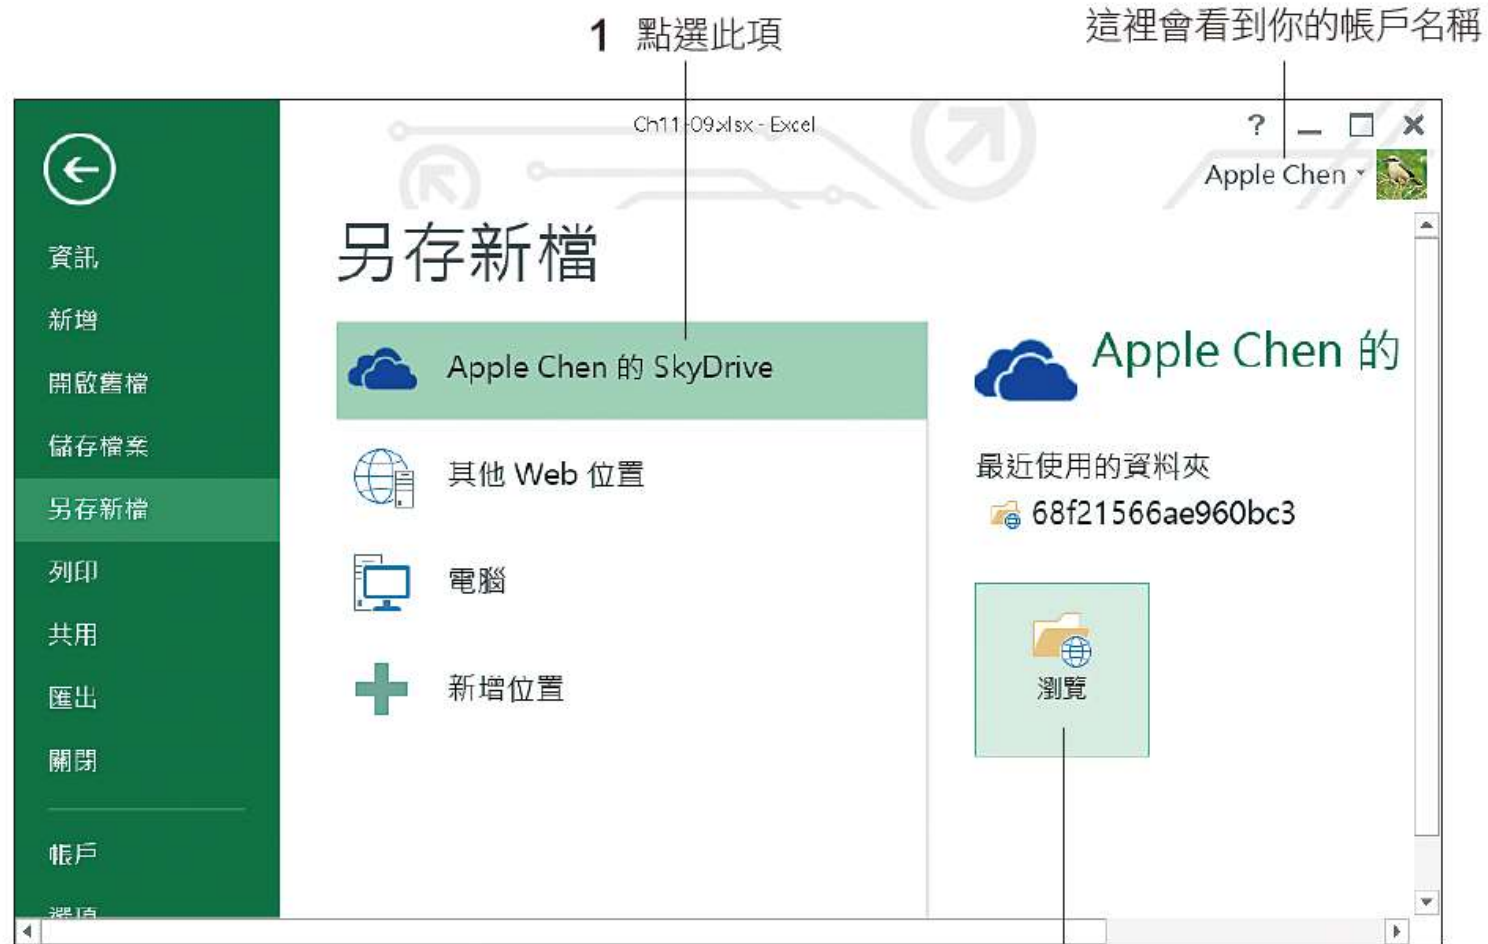 1 點選此項
這裡會看到你的帳戶名稱
Ch11-09.xlsx - Excel
?
Apple Chen
資訊
新增
開啟舊檔
儲存檔案
另存新檔
列印
共用
匯出
關閉
帳戶
選項
另存新檔
Apple Chen 的 SkyDrive
其他 Web 位置
電腦
新增位置
Apple Chen 的
最近使用的資料夾
68f21566ae960bc3
瀏覽